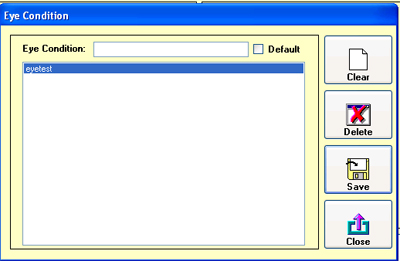 Eye Condition
Eye Condition: Default
eyetest
Clear
Delete
Save
Close